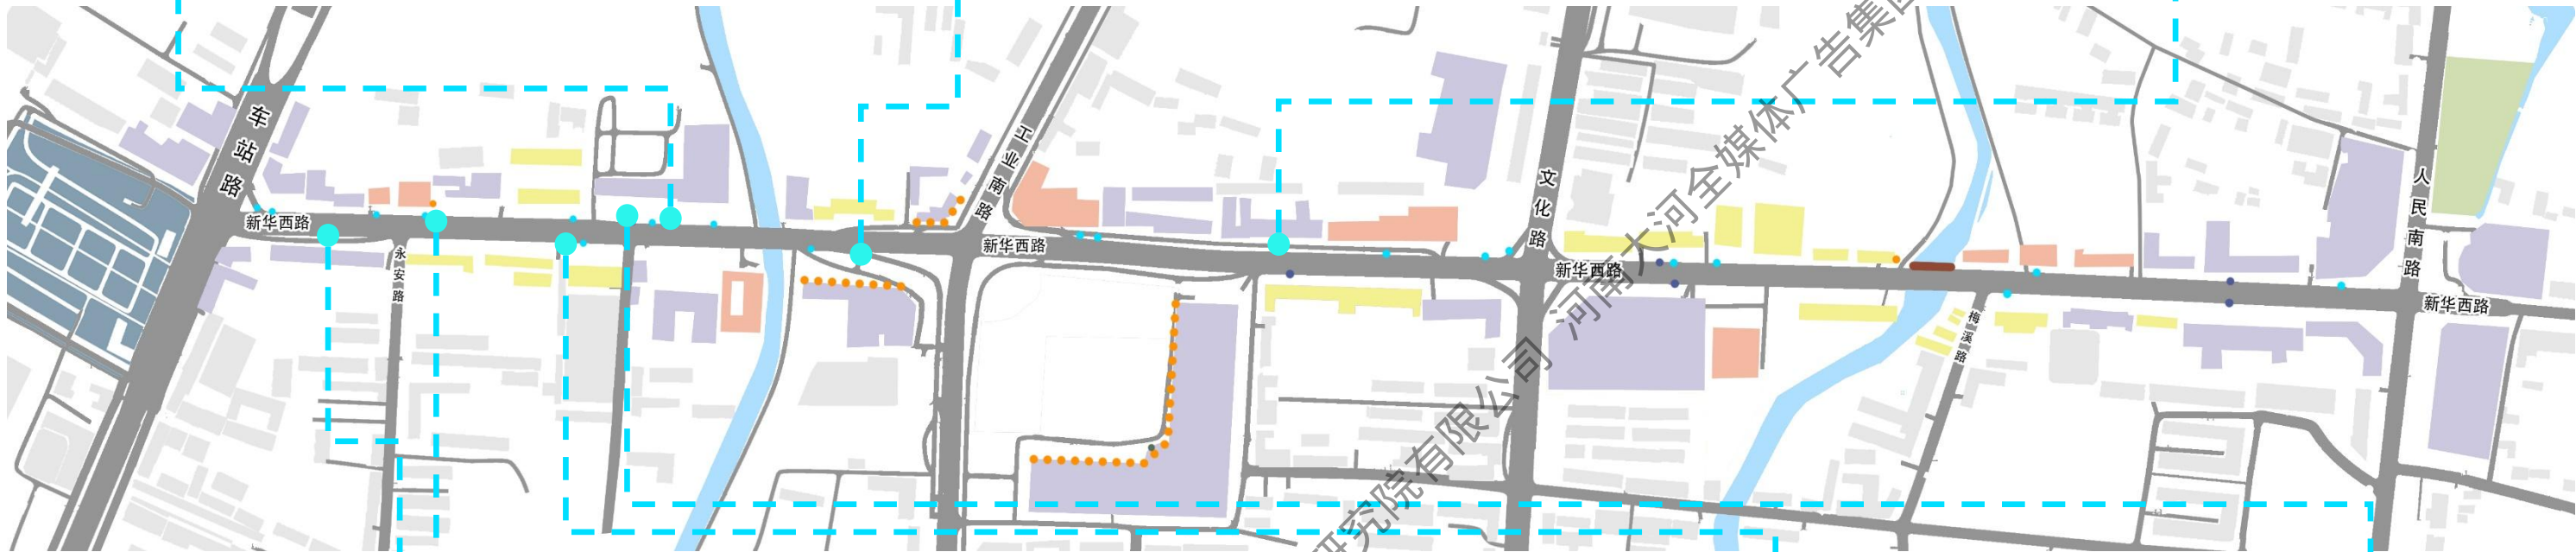 车站路
新华西路
永安路
工业南路
新华西路
文化路
新华西路
梅溪路
人民南路
新华西路
研究院有限公司 河南大河全媒体广告集团